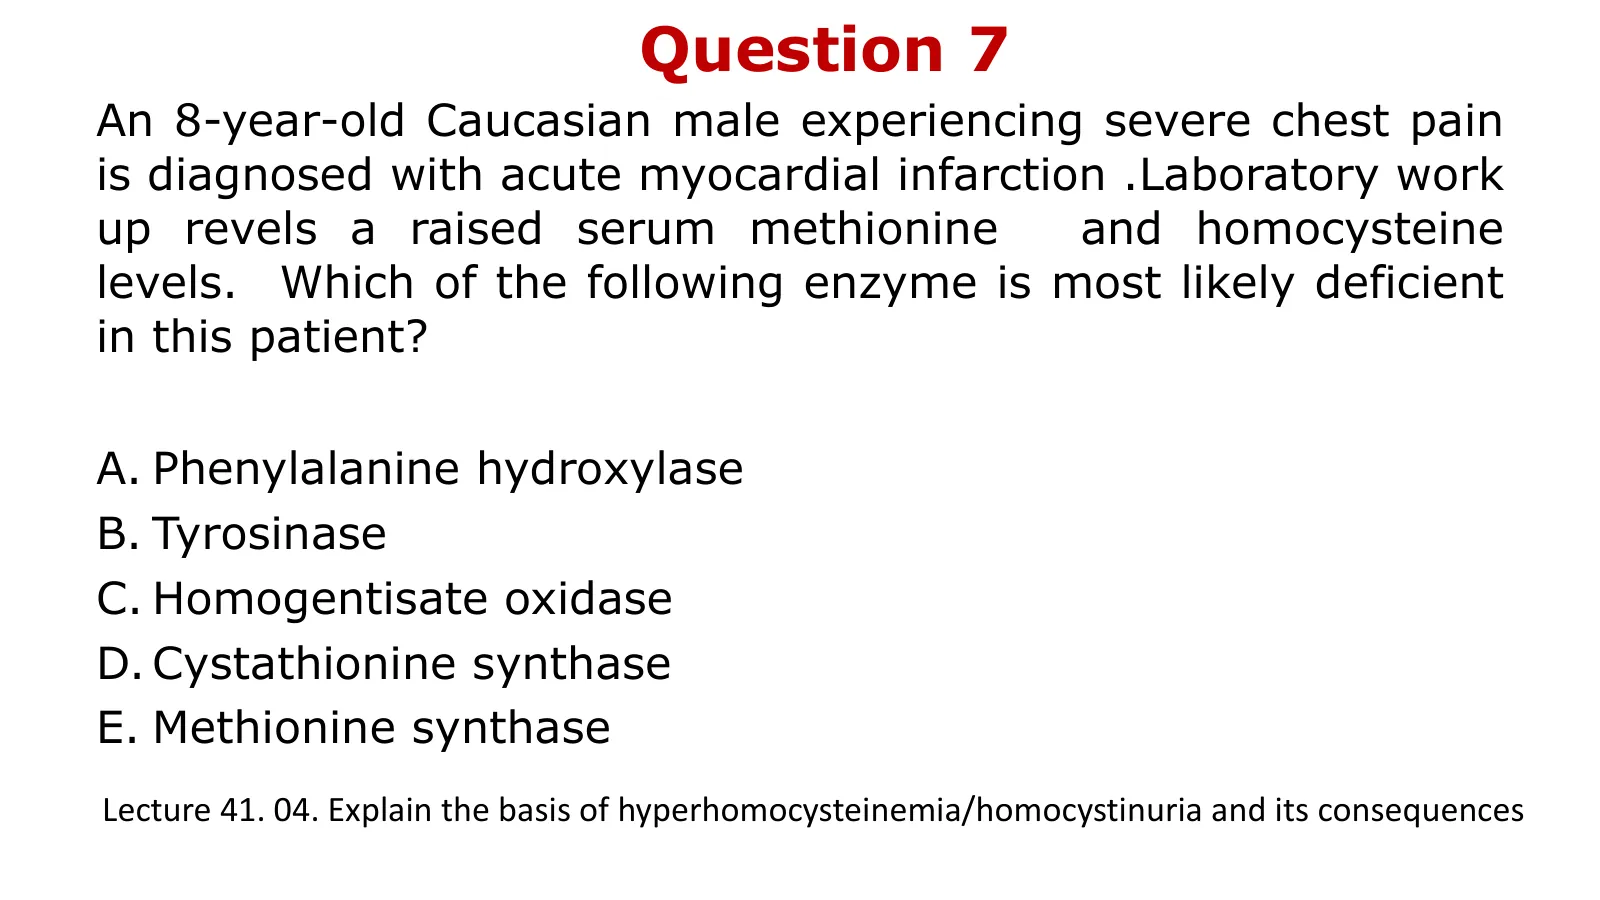 Question 7
An 8-year-old Caucasian male experiencing severe chest pain
is diagnosed with acute myocardial infarction .Laboratory work
up revels a raised serum methionine and homocysteine
levels. Which of the following enzyme is most likely deficient
in this patient?
A. Phenylalanine hydroxylase
B. Tyrosinase
C. Homogentisate oxidase
D. Cystathionine synthase
E. Methionine synthase
Lecture 41. 04. Explain the basis of hyperhomocysteinemia/homocystinuria and its consequences